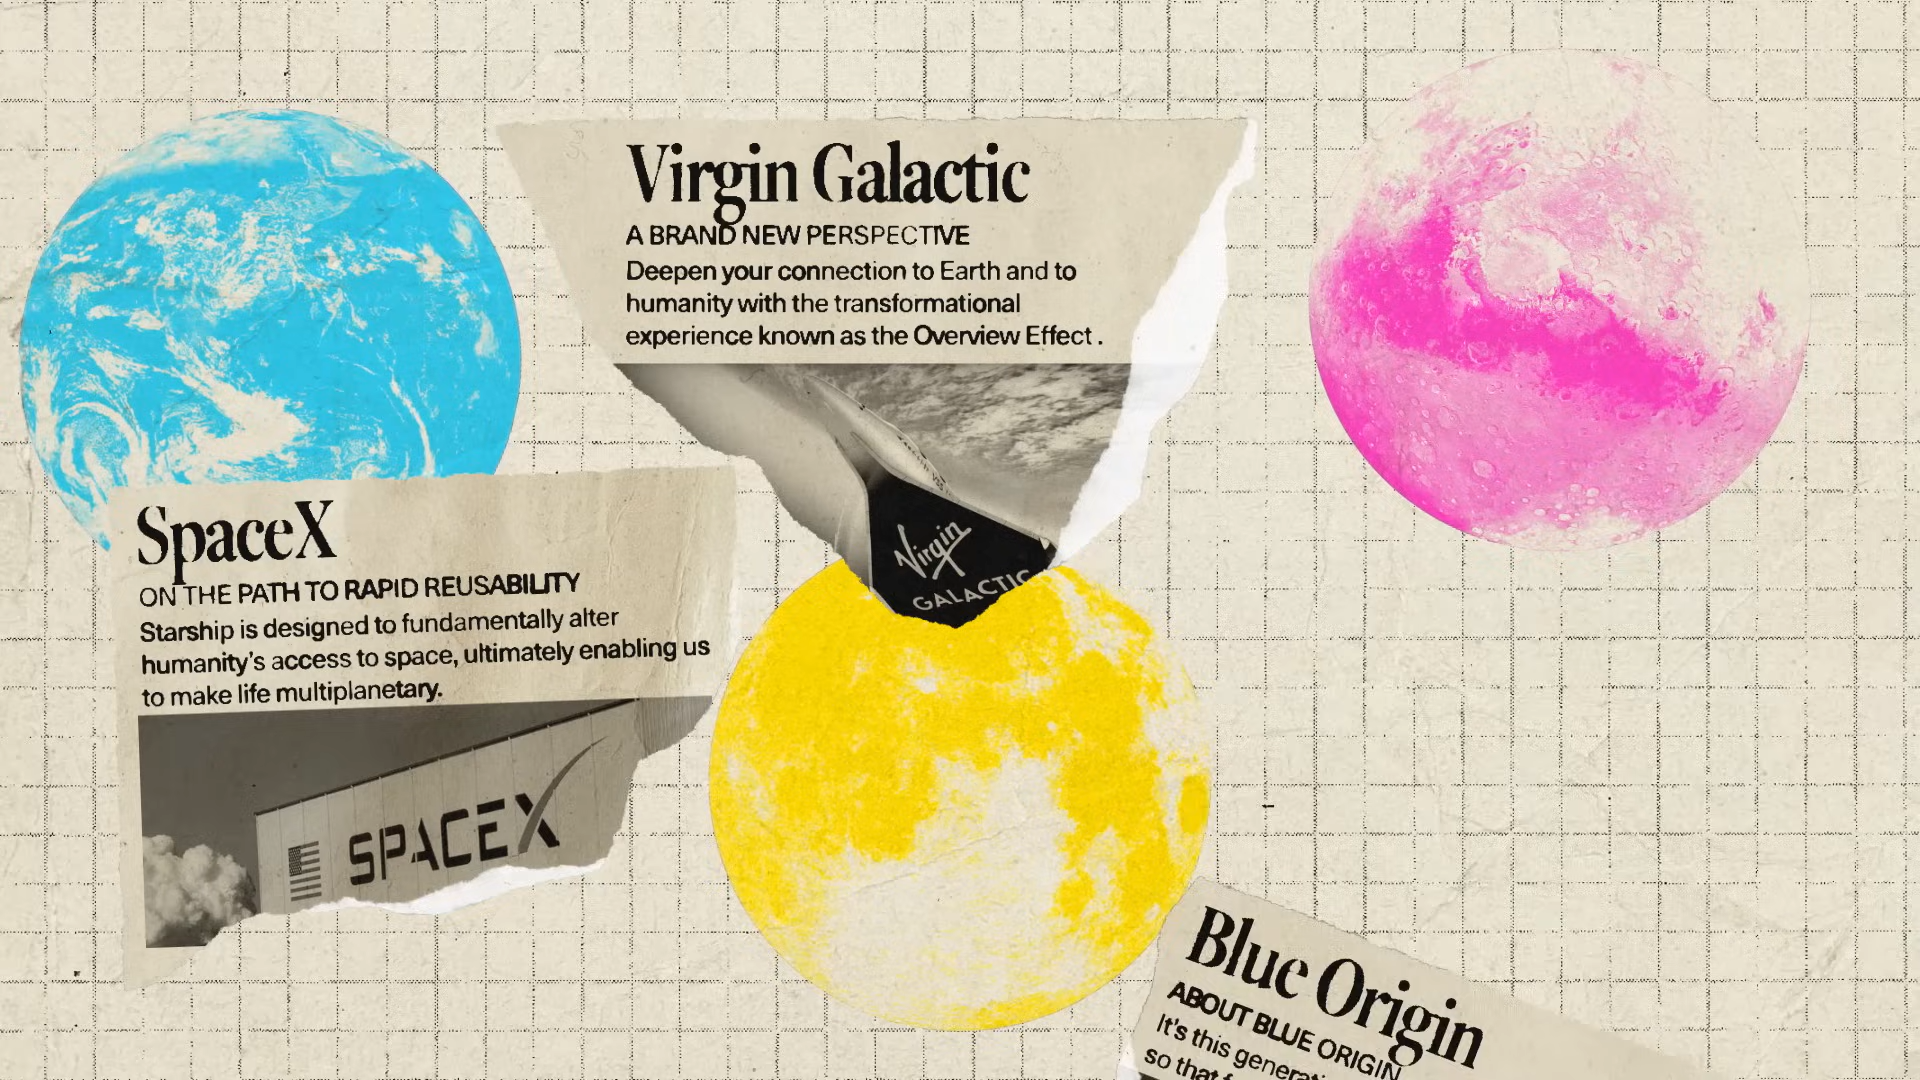 Virgin Galactic
A BRAND NEW PERSPECTIVE
Deepen your connection to Earth and to
humanity with the transformational
experience known as the Overview Effect .
Virgin
GALACTIC
SpaceX
ON THE PATH TO RAPID REUSABILITY
Starship is designed to fundamentally alter
humanity's access to space, ultimately enabling us
to make life multiplanetary.
SPACEX
Blue Origin
ABOUT BLUE ORIGIN
It's this
so that